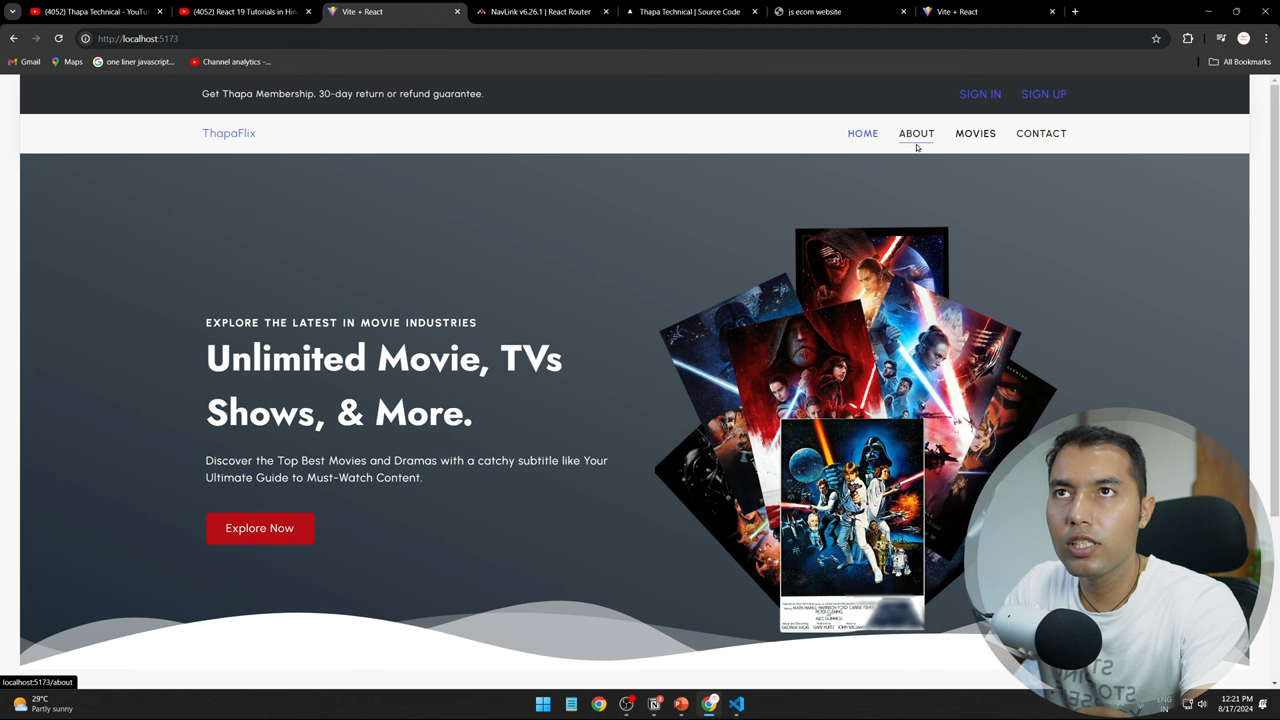 (4052) Thapa Technical - YouTu
(4052) React 19 Tutorials in Hin
Vite + React
NavLink v6.26.1 | React Router
Thapa Technical | Source Code
js ecom website
Vite + React
http://localhost:5173
Gmail
Maps
one liner javascript...
Channel analytics -...
All Bookmarks
Get Thapa Membership, 30-day return or refund guarantee.
SIGN IN
SIGN UP
ThapaFlix
HOME
ABOUT
MOVIES
CONTACT
EXPLORE THE LATEST IN MOVIE INDUSTRIES
Unlimited Movie, TVs
Shows, & More.
Discover the Top Best Movies and Dramas with a catchy subtitle like Your
Ultimate Guide to Must-Watch Content.
Explore Now
localhost:5173/about
29°C
Partly sunny
ENG
IN
12:21 PM
8/17/2024